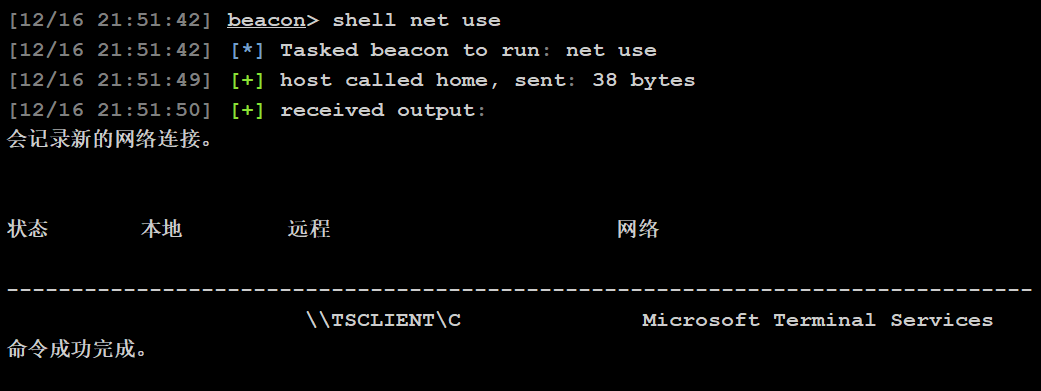 [12/16 21:51:42] beacon> shell net use
[12/16 21:51:42] [*] Tasked beacon to run: net use
[12/16 21:51:49] [+] host called home, sent: 38 bytes
[12/16 21:51:50] [+] received output:
会记录新的网络连接。
状态 本地 远程 网络
-------------------------------------------------------------------------------
\\TSCLIENT\C Microsoft Terminal Services
命令成功完成。